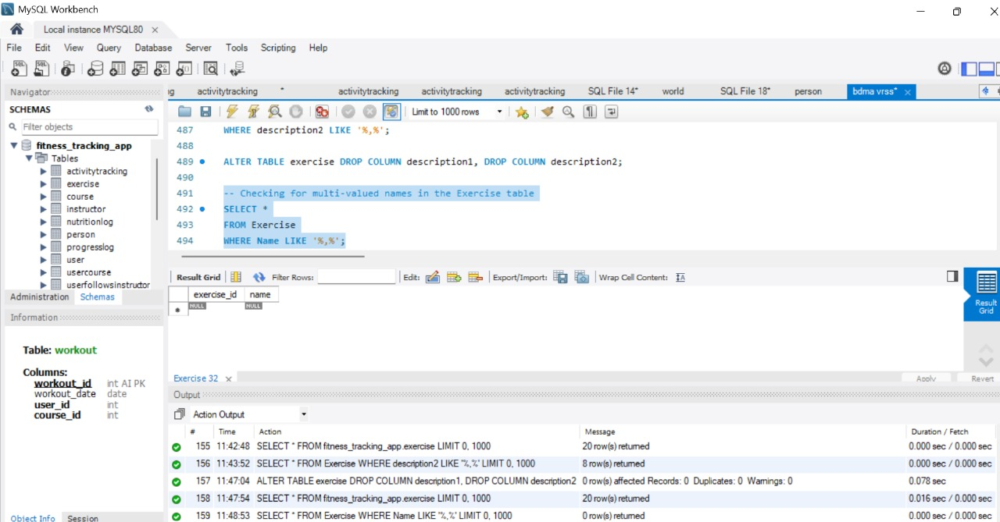 MySQL Workbench
Local instance MYSQL80
File Edit View Query Database Server Tools Scripting Help
Navigator
SCHEMAS
Filter objects
fitness_tracking_app
Tables
activitytracking
exercise
course
instructor
nutritionlog
person
progresslog
user
usercourse
userfollowsinstructor
Administration Schemas
Information
Table: workout
Columns:
workout_id int AI PK
workout_date date
user_id int
course_id int
Object Info Session
activitytracking * activitytracking activitytracking activitytracking SQL File 14* world SQL File 18* person bdma vrss*
Limit to 1000 rows
487 WHERE description2 LIKE '%,%';
488
489 ALTER TABLE exercise DROP COLUMN description1, DROP COLUMN description2;
490
491 -- Checking for multi-valued names in the Exercise table
492 SELECT *
493 FROM Exercise
494 WHERE Name LIKE '%,%';
Result Grid Filter Rows: Edit: Export/Import: Wrap Cell Content:
exercise_id name
NULL NULL
Result Grid
Exercise 32 Apply Revert
Output
Action Output
# Time Action Message Duration / Fetch
155 11:42:48 SELECT * FROM fitness_tracking_app.exercise LIMIT 0, 1000 20 row(s) returned 0.000 sec / 0.000 sec
156 11:43:52 SELECT * FROM Exercise WHERE description2 LIKE '%,%' LIMIT 0, 1000 8 row(s) returned 0.000 sec / 0.000 sec
157 11:47:04 ALTER TABLE exercise DROP COLUMN description1, DROP COLUMN description2 0 row(s) affected Records: 0 Duplicates: 0 Warnings: 0 0.078 sec
158 11:47:54 SELECT * FROM fitness_tracking_app.exercise LIMIT 0, 1000 20 row(s) returned 0.016 sec / 0.000 sec
159 11:48:53 SELECT * FROM Exercise WHERE Name LIKE '%,%' LIMIT 0, 1000 0 row(s) returned 0.000 sec / 0.000 sec